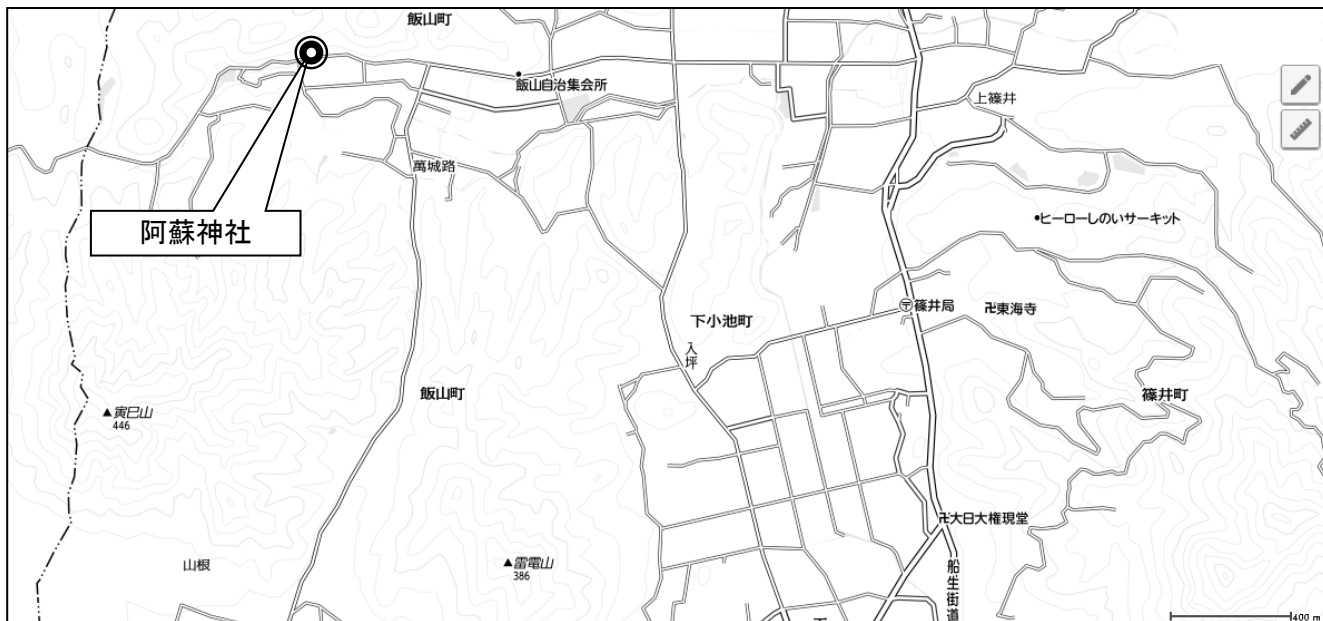 飯山町
飯山自治集会所
上篠井
萬城路
阿蘇神社
ヒーローしのいサーキット
篠井局
東海寺
下小池町
入坪
飯山町
篠井町
寅巳山
446
大日大権現堂
山根
雷電山
386
船生街道
400 m